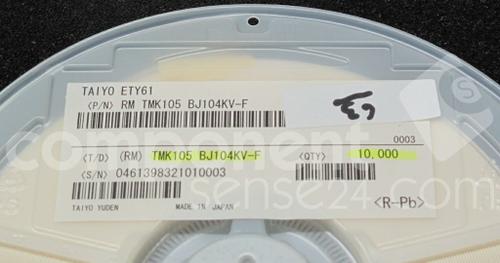 TAIYO ETY61
<P/N> RM TMK105 BJ104KV-F
63
0003
<T/D> (RM) TMK105 BJ104KV-F <QTY> 10,000
<S/N> 0461398321010003
TAIYO YUDEN MADE IN JAPAN
<R-Pb>
component
sense24.com
S